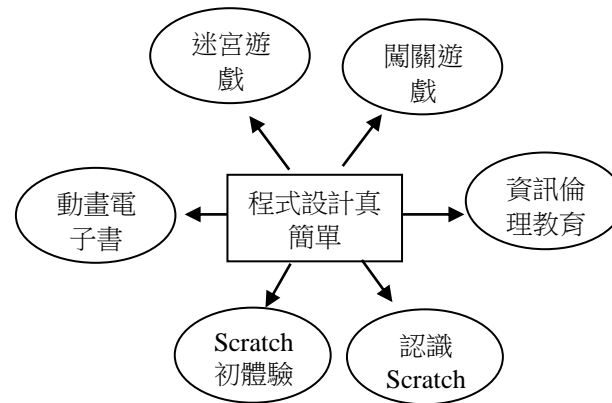 迷宮遊
戲
闖關遊
戲
動畫電
子書
程式設計真
簡單
資訊倫
理教育
Scratch
初體驗
認識
Scratch